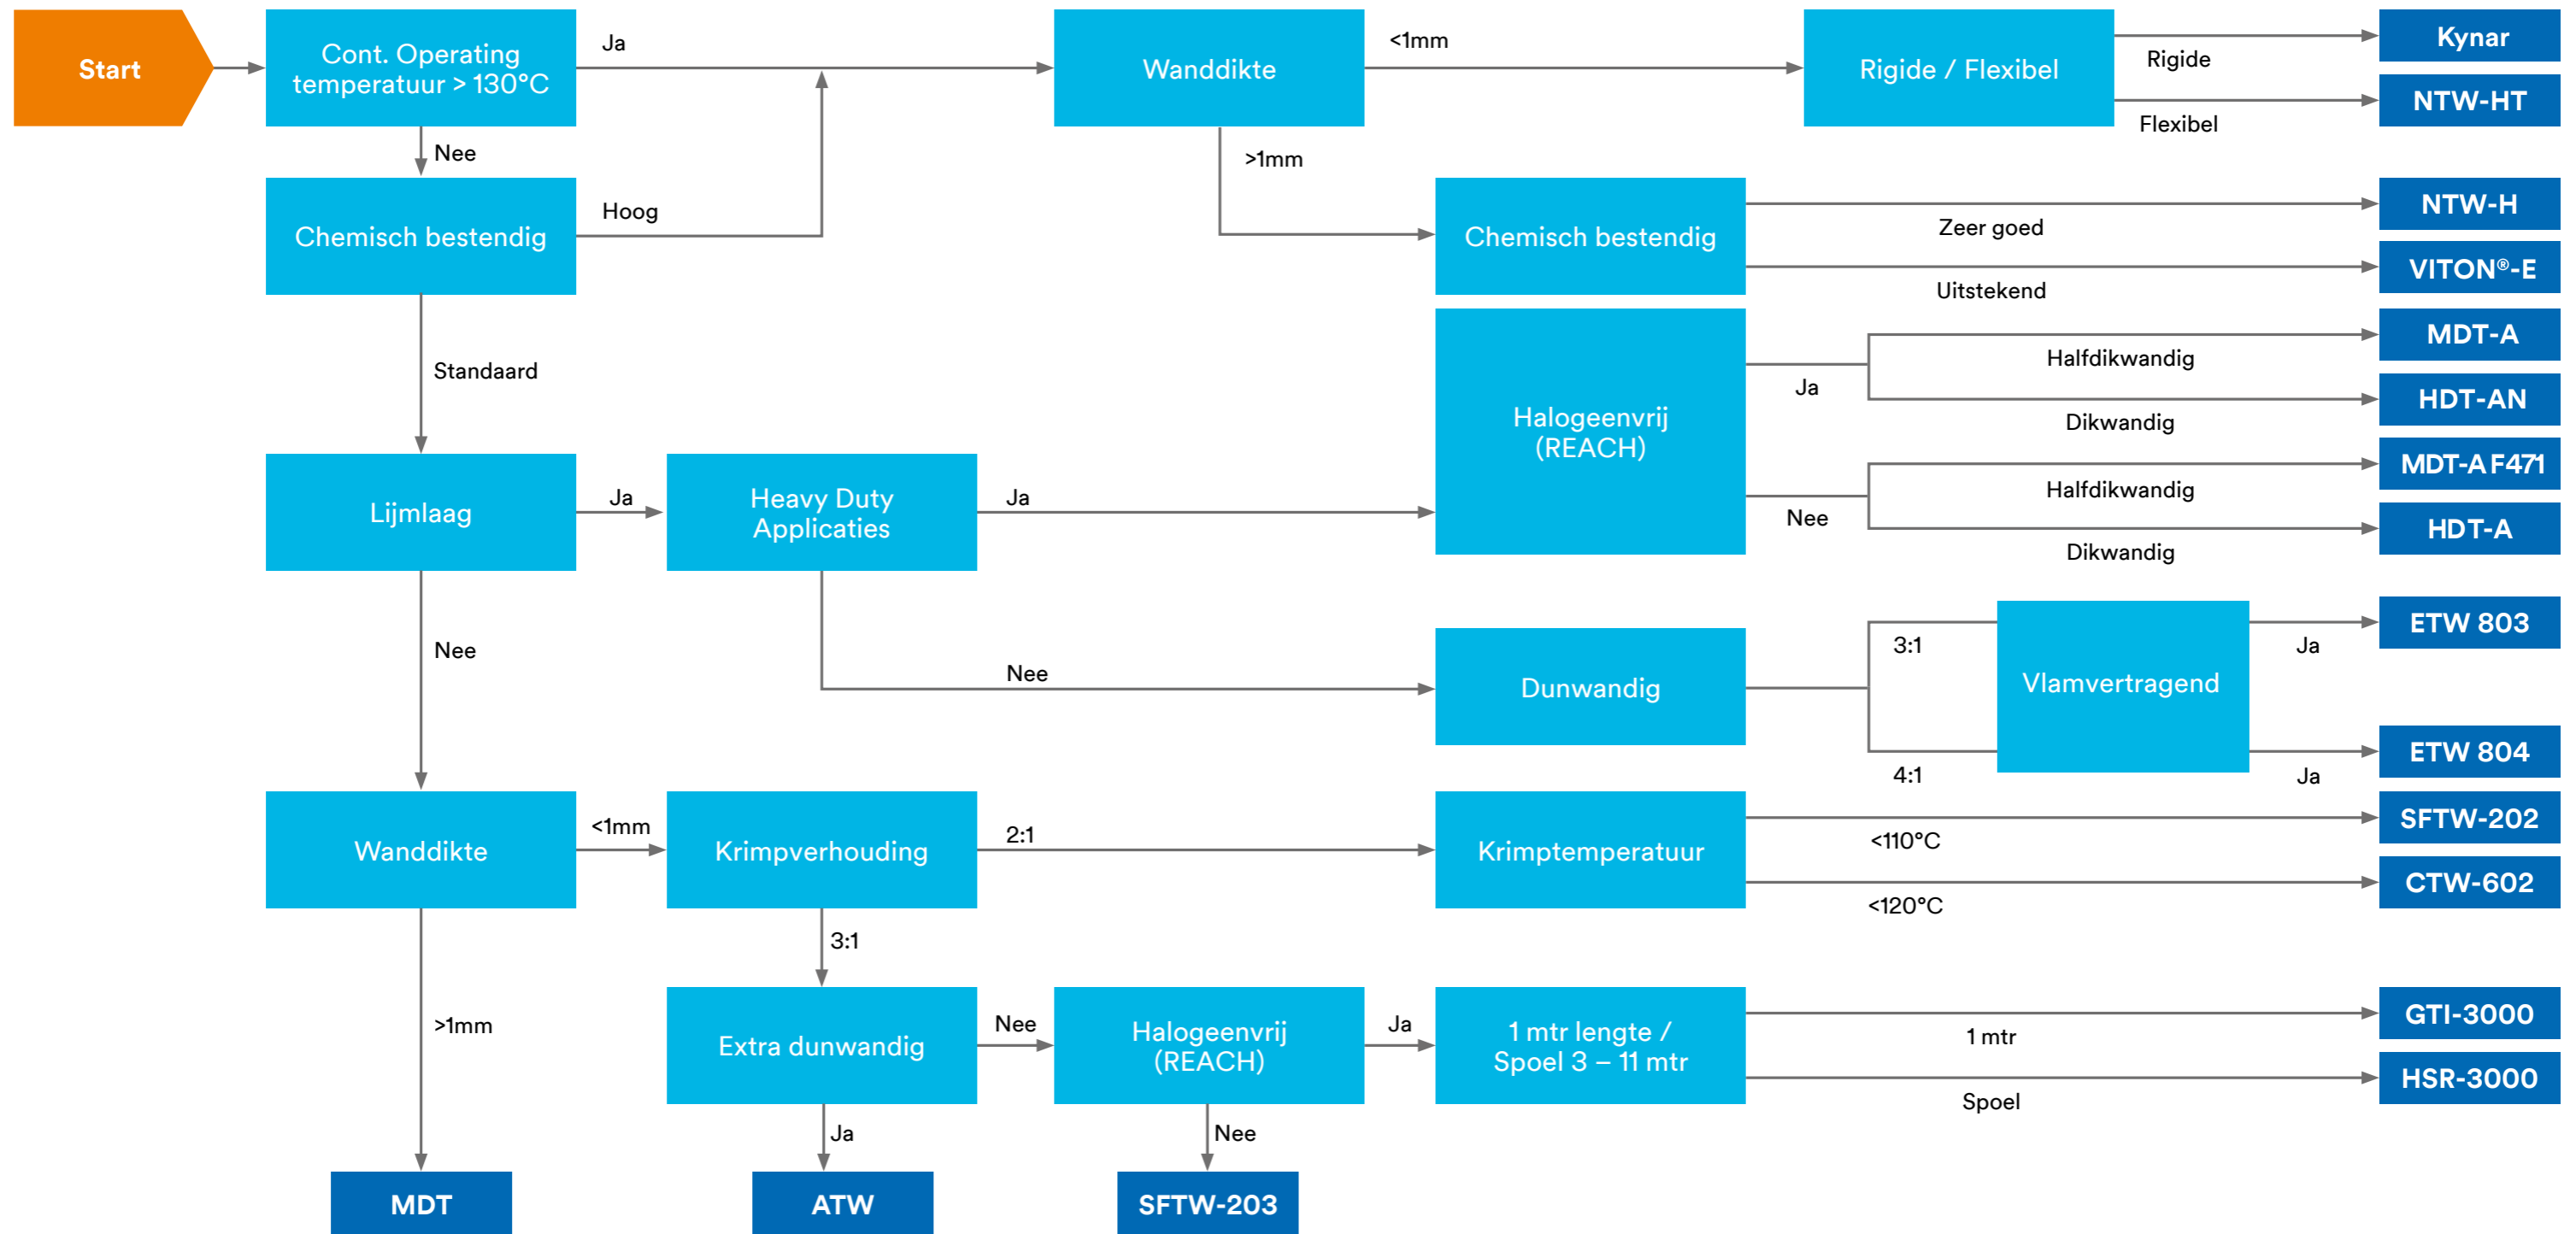 Start
Cont. Operating
temperatuur > 130°C
Ja
Wanddikte
<1mm
Rigide / Flexibel
Rigide
Kynar
Flexibel
NTW-HT
Nee
>1mm
Chemisch bestendig
Hoog
Chemisch bestendig
Zeer goed
NTW-H
Uitstekend
VITON®-E
Standaard
Halogeenvrij
(REACH)
Ja
Halfdikwandig
MDT-A
Dikwandig
HDT-AN
Nee
Halfdikwandig
MDT-A F471
Dikwandig
HDT-A
Lijmlaag
Ja
Heavy Duty
Applicaties
Ja
Nee
Nee
Dunwandig
3:1
4:1
Vlamvertragend
Ja
ETW 803
Ja
ETW 804
Wanddikte
<1mm
Krimpverhouding
2:1
Krimptemperatuur
<110°C
SFTW-202
<120°C
CTW-602
3:1
>1mm
Extra dunwandig
Nee
Halogeenvrij
(REACH)
Ja
1 mtr lengte /
Spoel 3 – 11 mtr
1 mtr
GTI-3000
Spoel
HSR-3000
Ja
Nee
MDT
ATW
SFTW-203